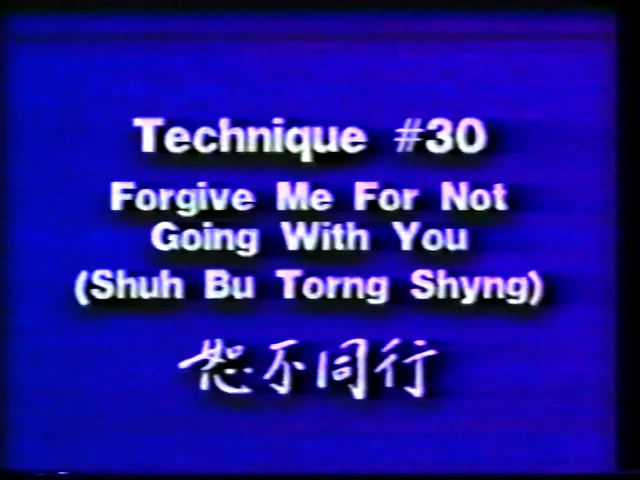 Technique #30
Forgive Me For Not
Going With You
(Shuh Bu Torng Shyng)
恕不同行